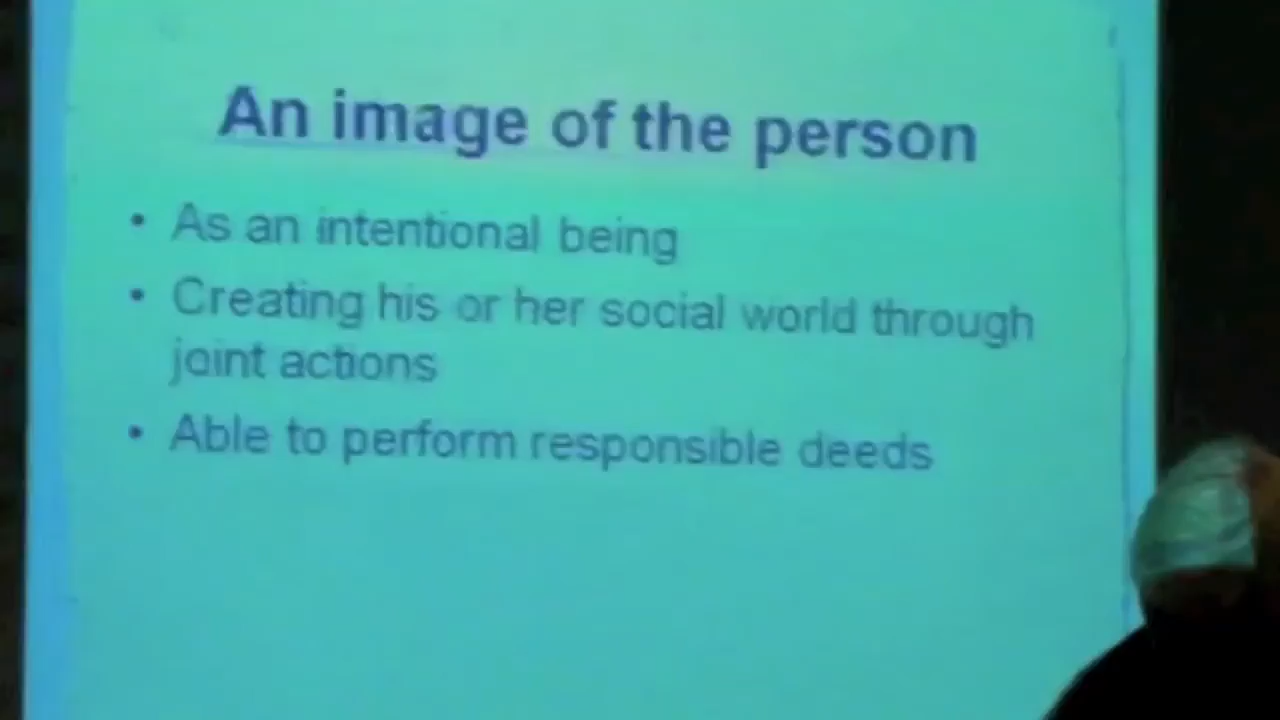 An image of the person
• As an intentional being
• Creating his or her social world through
joint actions
• Able to perform responsible deeds